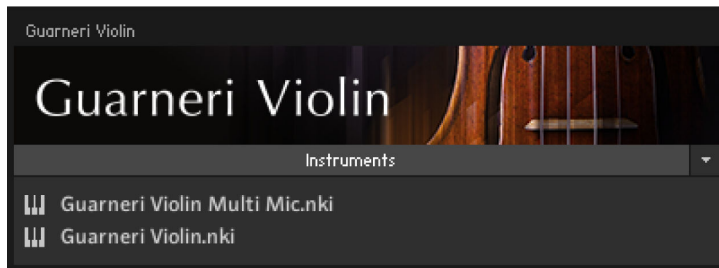 Guarneri Violin
Guarneri Violin
Instruments
Guarneri Violin Multi Mic.nki
Guarneri Violin.nki